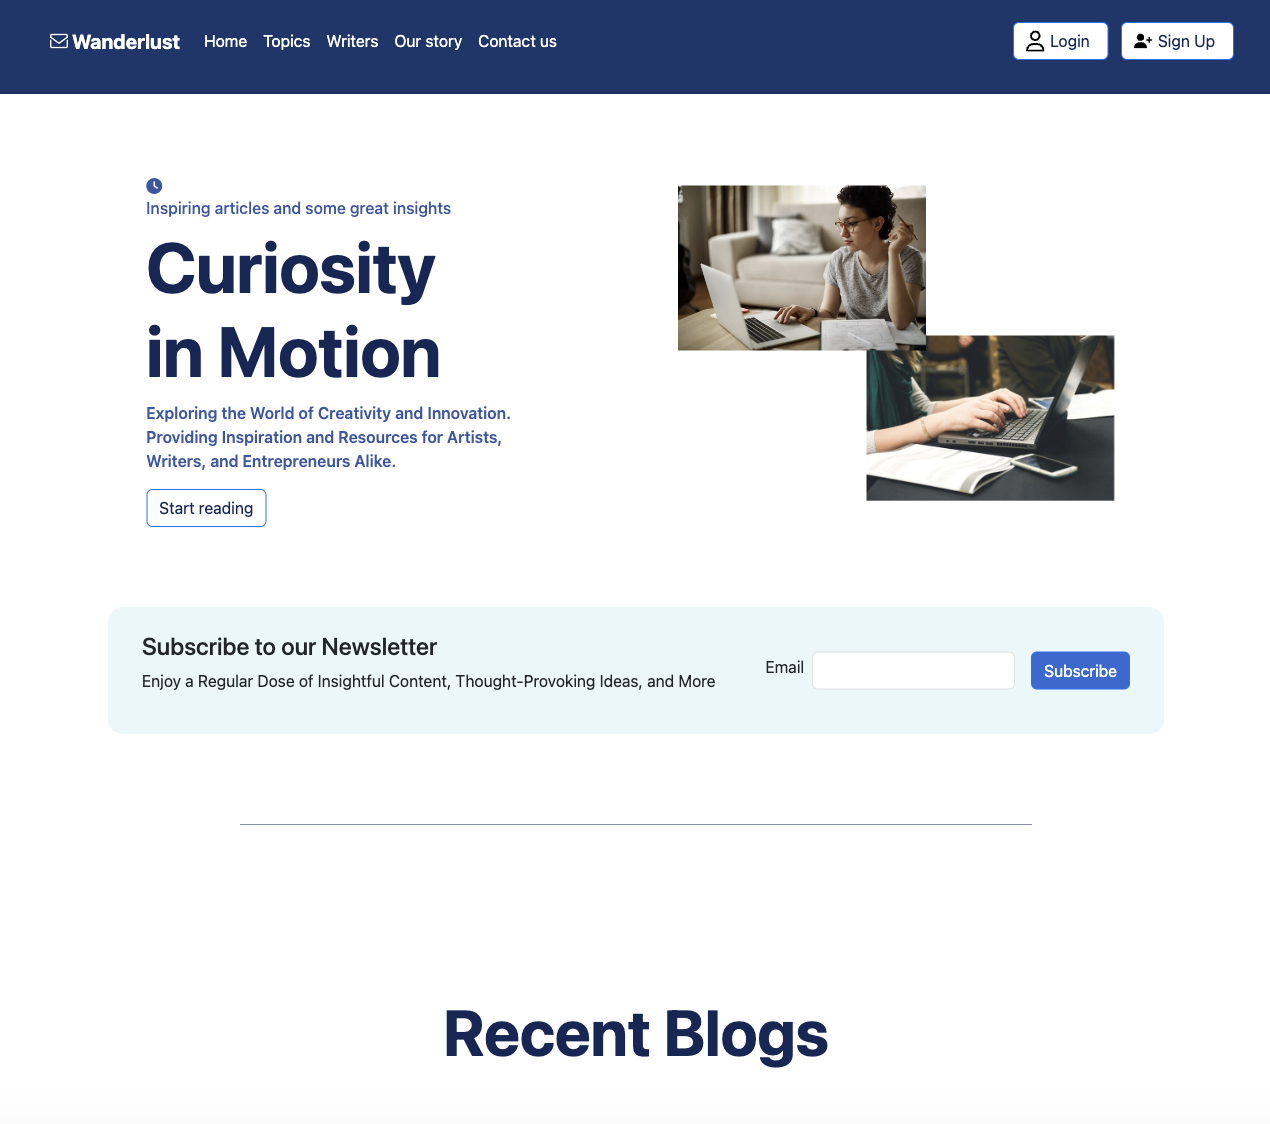 Wanderlust Home Topics Writers Our story Contact us Login Sign Up
Inspiring articles and some great insights
Curiosity
in Motion
Exploring the World of Creativity and Innovation.
Providing Inspiration and Resources for Artists,
Writers, and Entrepreneurs Alike.
Start reading
Subscribe to our Newsletter
Enjoy a Regular Dose of Insightful Content, Thought-Provoking Ideas, and More
Email Subscribe
Recent Blogs